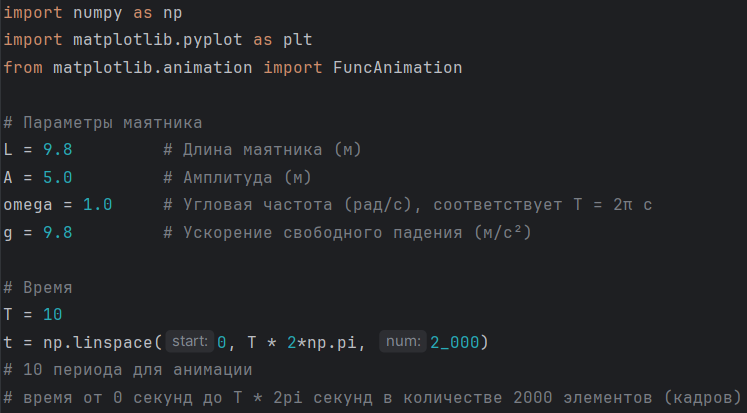 import numpy as np
import matplotlib.pyplot as plt
from matplotlib.animation import FuncAnimation
# Параметры маятника
L = 9.8         # Длина маятника (м)
A = 5.0         # Амплитуда (м)
omega = 1.0     # Угловая частота (рад/с), соответствует T = 2π с
g = 9.8         # Ускорение свободного падения (м/с²)
# Время
T = 10
t = np.linspace( start: 0, T * 2*np.pi,  num: 2_000)
# 10 периода для анимации
# время от 0 секунд до T * 2pi секунд в количестве 2000 элементов (кадров)